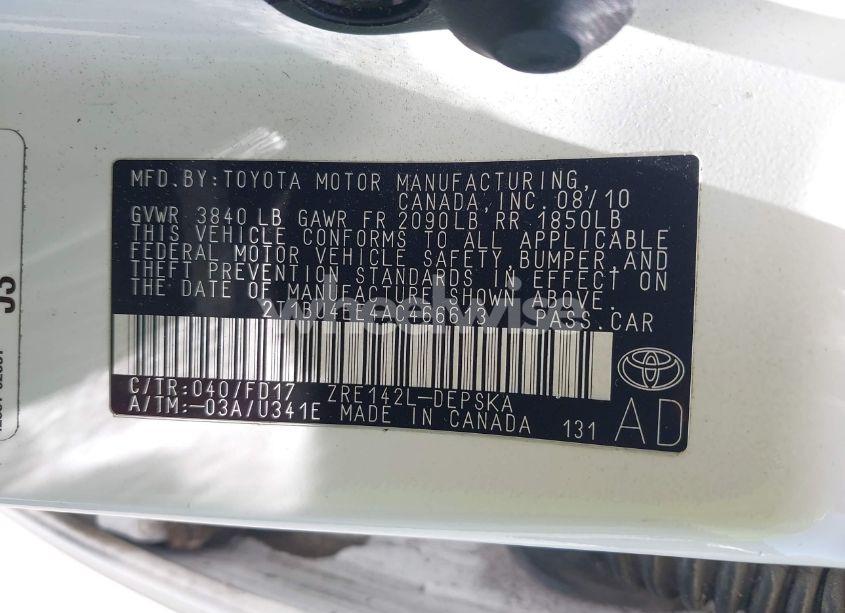 MFD.BY:TOYOTA MOTOR MANUFACTURING,
CANADA, INC. 08/10
GVWR 3840 LB GAWR FR 2090LB RR 1850LB
THIS VEHICLE CONFORMS TO ALL APPLICABLE
FEDERAL MOTOR VEHICLE SAFETY, BUMPER, AND
THEFT PREVENTION STANDARDS IN EFFECT ON
THE DATE OF MANUFACTURE SHOWN ABOVE.
PASS.CAR
wheelwise
C/TR:040/FD17 ZRE142L-DEPSKA
A/TM:-03A/U341E MADE IN CANADA 131
AD